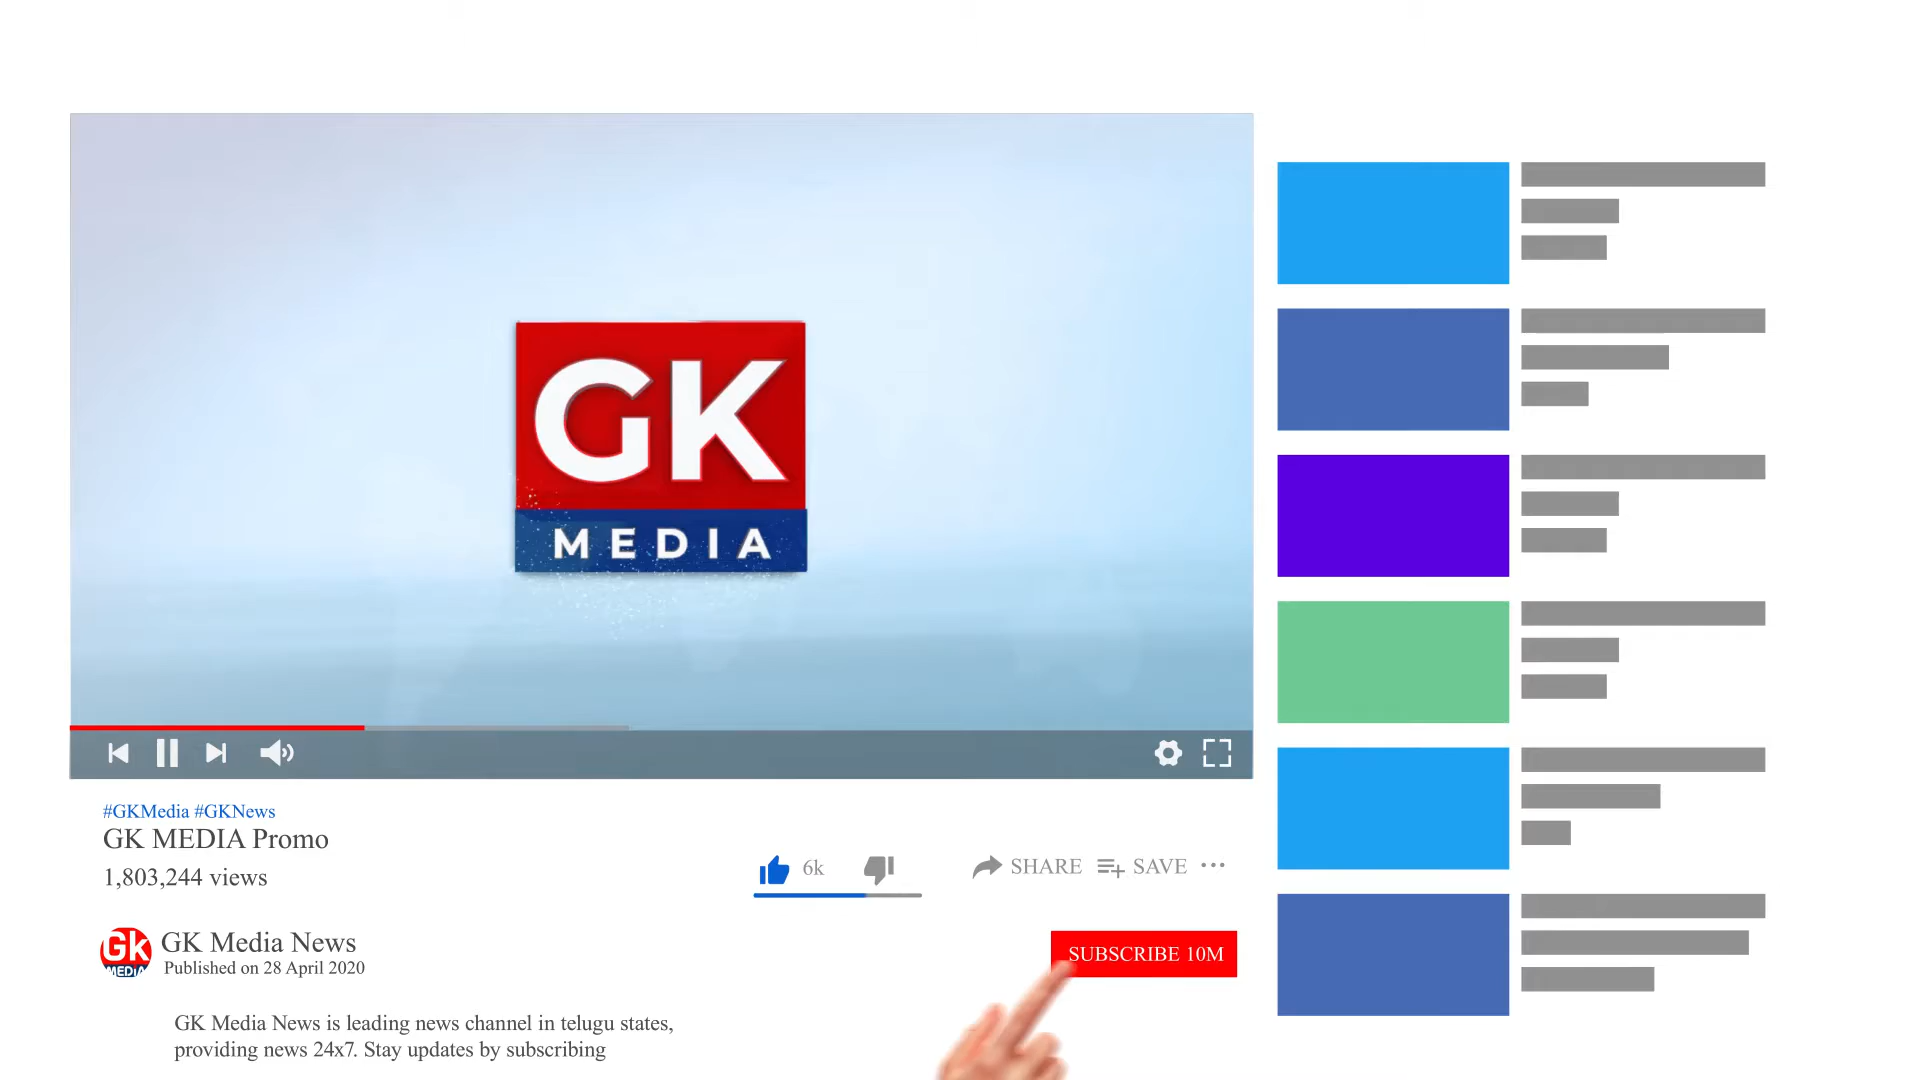 GK
MEDIA
#GKMedia #GKNews
GK MEDIA Promo
1,803,244 views
6k
SHARE
SAVE
GK
MEDIA
GK Media News
Published on 28 April 2020
SUBSCRIBE 10M
GK Media News is leading news channel in telugu states,
providing news 24x7. Stay updates by subscribing